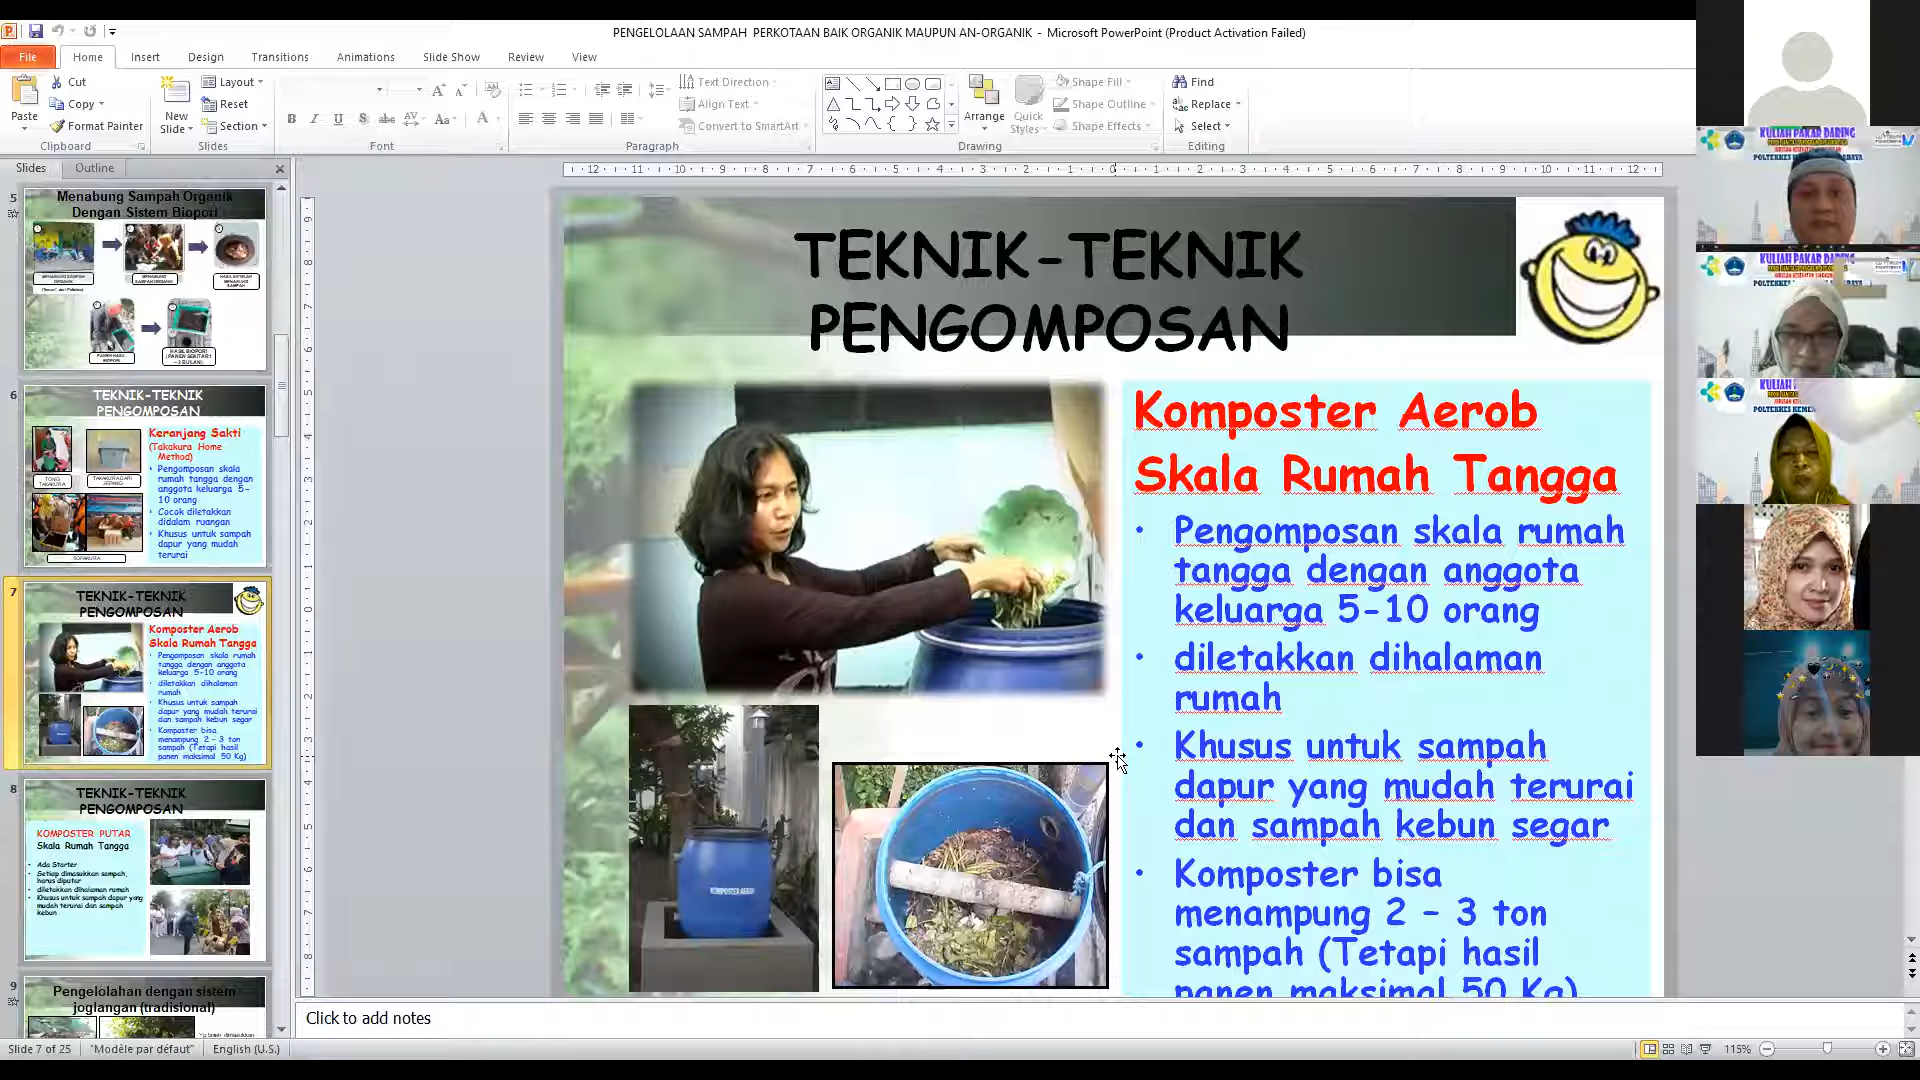 PENGELOLAAN SAMPAH PERKOTAAN BAIK ORGANIK MAUPUN AN-ORGANIK - Microsoft PowerPoint (Product Activation Failed)
File Home Insert Design Transitions Animations Slide Show Review View
Cut
Copy
Format Painter
Paste
Clipboard
New Slide
Layout
Reset
Section
Slides
Font
Text Direction
Align Text
Convert to SmartArt
Paragraph
Arrange
Quick Styles
Shape Fill
Shape Outline
Shape Effects
Drawing
Find
Replace
Select
Editing
Slides Outline
5
Menabung Sampah Organik
Dengan Sistem Biopori
6
TEKNIK-TEKNIK
PENGOMPOSAN
Keranjang Sakti
(Takakura Home
Method)
Pengomposan skala
rumah tangga dengan
anggota keluarga 5-
10 orang
Cocok diletakkan
didalam ruangan
Khusus untuk sampah
dapur yang mudah
terurai
7
TEKNIK-TEKNIK
PENGOMPOSAN
Komposter Aerob
Skala Rumah Tangga
Pengomposan skala rumah
tangga dengan anggota
keluarga 5-10 orang
diletakkan dihalaman
rumah
Khusus untuk sampah
dapur yang mudah terurai
dan sampah kebun segar
Komposter bisa
menampung 2 - 3 ton
sampah (Tetapi hasil
panen maksimal 50 Kg)
8
TEKNIK-TEKNIK
PENGOMPOSAN
KOMPOSTER PUTAR
Skala Rumah Tangga
Ada Starter
Setiap dimasukkan sampah,
harus diputar
diletakkan dihalaman rumah
Khusus untuk sampah dapur yang
mudah terurai dan sampah
kebun
9
Pengelolahan dengan sistem
joglangan (tradisional)
TEKNIK-TEKNIK
PENGOMPOSAN
Komposter Aerob
Skala Rumah Tangga
• Pengomposan skala rumah
tangga dengan anggota
keluarga 5-10 orang
• diletakkan dihalaman
rumah
• Khusus untuk sampah
dapur yang mudah terurai
dan sampah kebun segar
• Komposter bisa
menampung 2 – 3 ton
sampah (Tetapi hasil
panen maksimal 50 Kg)
KOMPOSTER AEROB
KULIAH PAKAR DARING
KULIAH PAKAR DARING
Click to add notes
Slide 7 of 25 "Modèle par défaut" English (U.S.) 115%